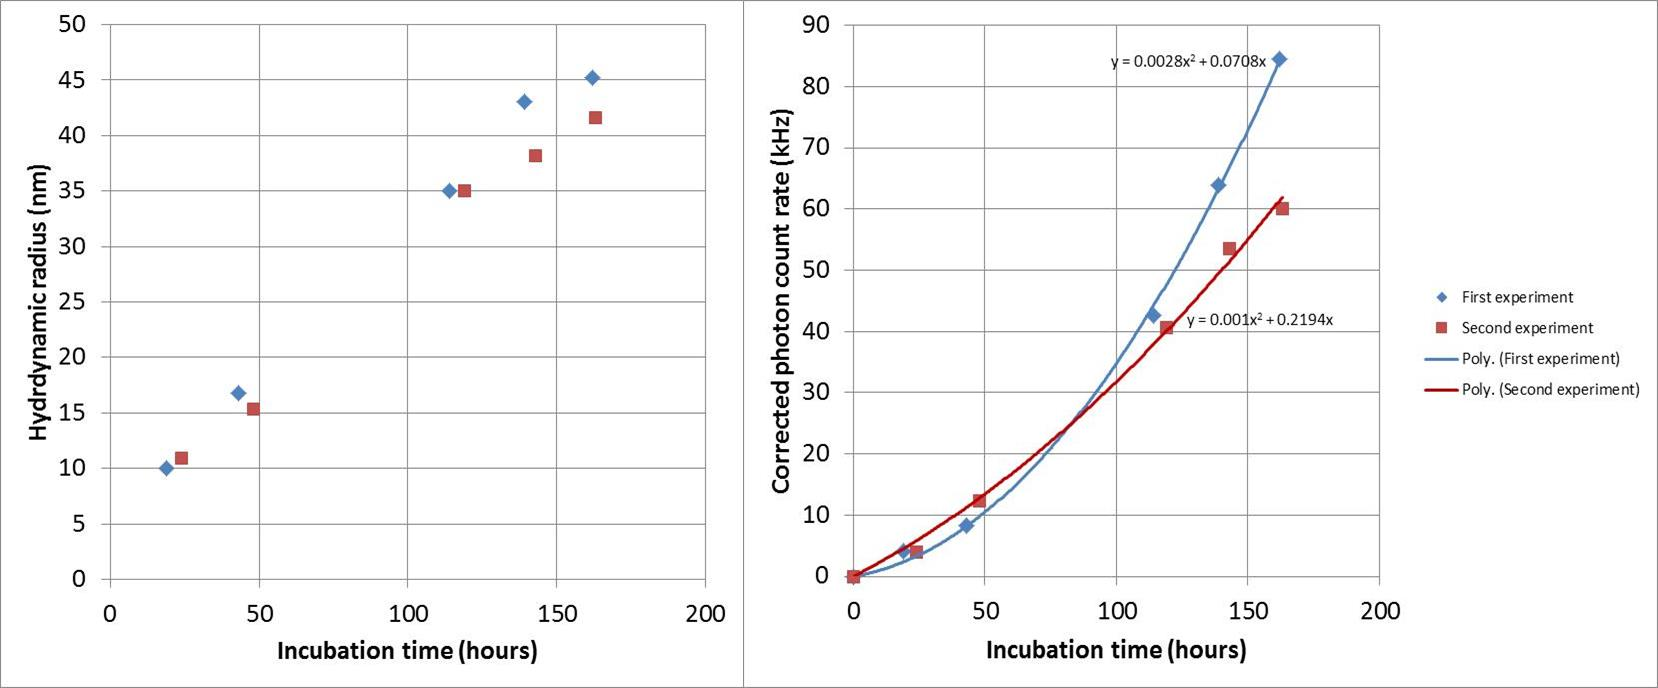 50
45
40
35
30
25
20
15
10
5
0
Hydrdynamic radius (nm)
0 50 100 150 200
Incubation time (hours)
90
80
70
60
50
40
30
20
10
0
Corrected photon count rate (kHz)
y = 0.0028x² + 0.0708x
y = 0.001x² + 0.2194x
0 50 100 150 200
Incubation time (hours)
First experiment
Second experiment
Poly. (First experiment)
Poly. (Second experiment)